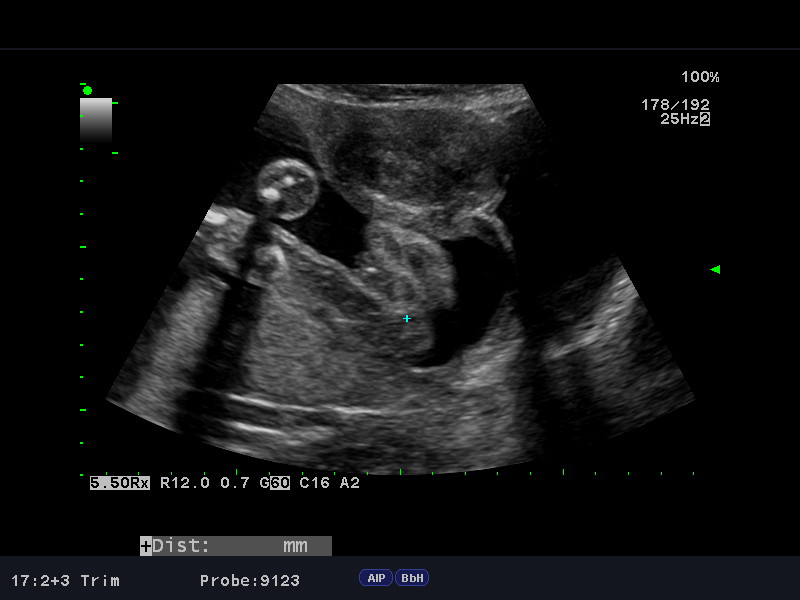 100%
178/192
25Hz2
5.50Rx R12.0 0.7 G60 C16 A2
+Dist: mm
17:2+3 Trim Probe:9123 AIP BbH